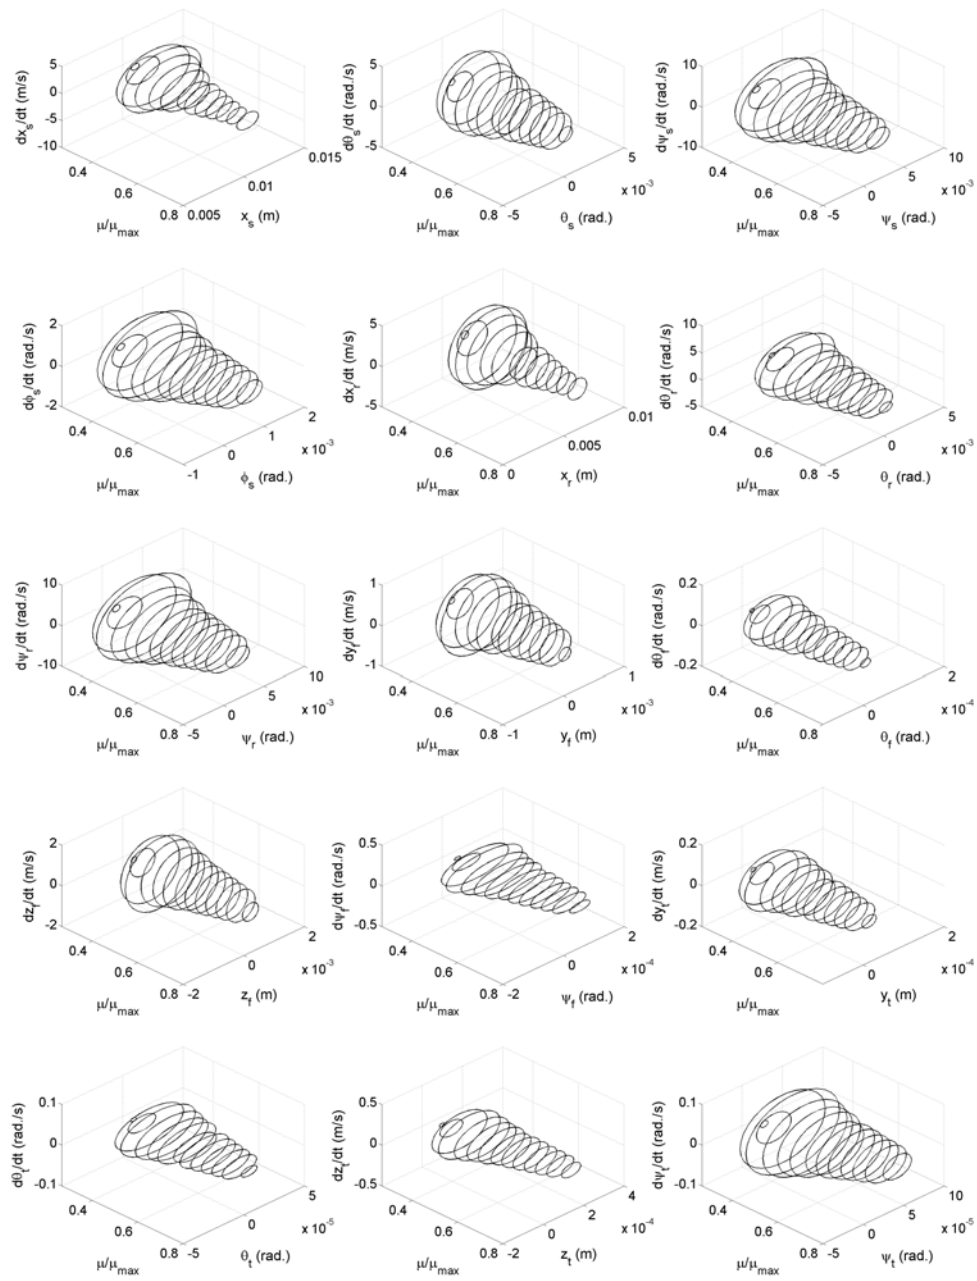 dx_s/dt (m/s)
5
0
-5
-10
0.4
0.6
0.8
μ/μ_max
0.005
0.01
0.015
x_s (m)
dθ_s/dt (rad./s)
5
0
-5
0.4
0.6
0.8
μ/μ_max
-5
0
5
x 10^-3
θ_s (rad.)
dψ_s/dt (rad./s)
10
0
-10
0.4
0.6
0.8
μ/μ_max
-5
0
5
10
x 10^-3
ψ_s (rad.)
dϕ_s/dt (rad./s)
2
0
-2
0.4
0.6
0.8
μ/μ_max
-1
0
1
2
x 10^-3
ϕ_s (rad.)
dx_r/dt (m/s)
5
0
-5
0.4
0.6
0.8
μ/μ_max
0
0.005
0.01
x_r (m)
dθ_r/dt (rad./s)
10
5
0
-5
0.4
0.6
0.8
μ/μ_max
-5
0
5
x 10^-3
θ_r (rad.)
dψ_r/dt (rad./s)
10
0
-10
0.4
0.6
0.8
μ/μ_max
-5
0
5
10
x 10^-3
ψ_r (rad.)
dy_f/dt (m/s)
1
0
-1
0.4
0.6
0.8
μ/μ_max
-1
0
1
x 10^-3
y_f (m)
dθ_f/dt (rad./s)
0.2
0
-0.2
0.4
0.6
0.8
μ/μ_max
0
2
x 10^-4
θ_f (rad.)
dz_f/dt (m/s)
2
0
-2
0.4
0.6
0.8
μ/μ_max
-2
0
2
x 10^-3
z_f (m)
dψ_f/dt (rad./s)
0.5
0
-0.5
0.4
0.6
0.8
μ/μ_max
-2
0
2
x 10^-4
ψ_f (rad.)
dy_t/dt (m/s)
0.2
0
-0.2
0.4
0.6
μ/μ_max
0
2
x 10^-4
y_t (m)
dθ_t/dt (rad./s)
0.1
0
-0.1
0.4
0.6
0.8
μ/μ_max
-5
0
5
x 10^-5
θ_t (rad.)
dz_t/dt (m/s)
0.5
0
-0.5
0.4
0.6
0.8
μ/μ_max
-2
0
2
4
x 10^-4
z_t (m)
dψ_t/dt (rad./s)
0.1
0
-0.1
0.4
0.6
0.8
μ/μ_max
-5
0
5
10
x 10^-5
ψ_t (rad.)